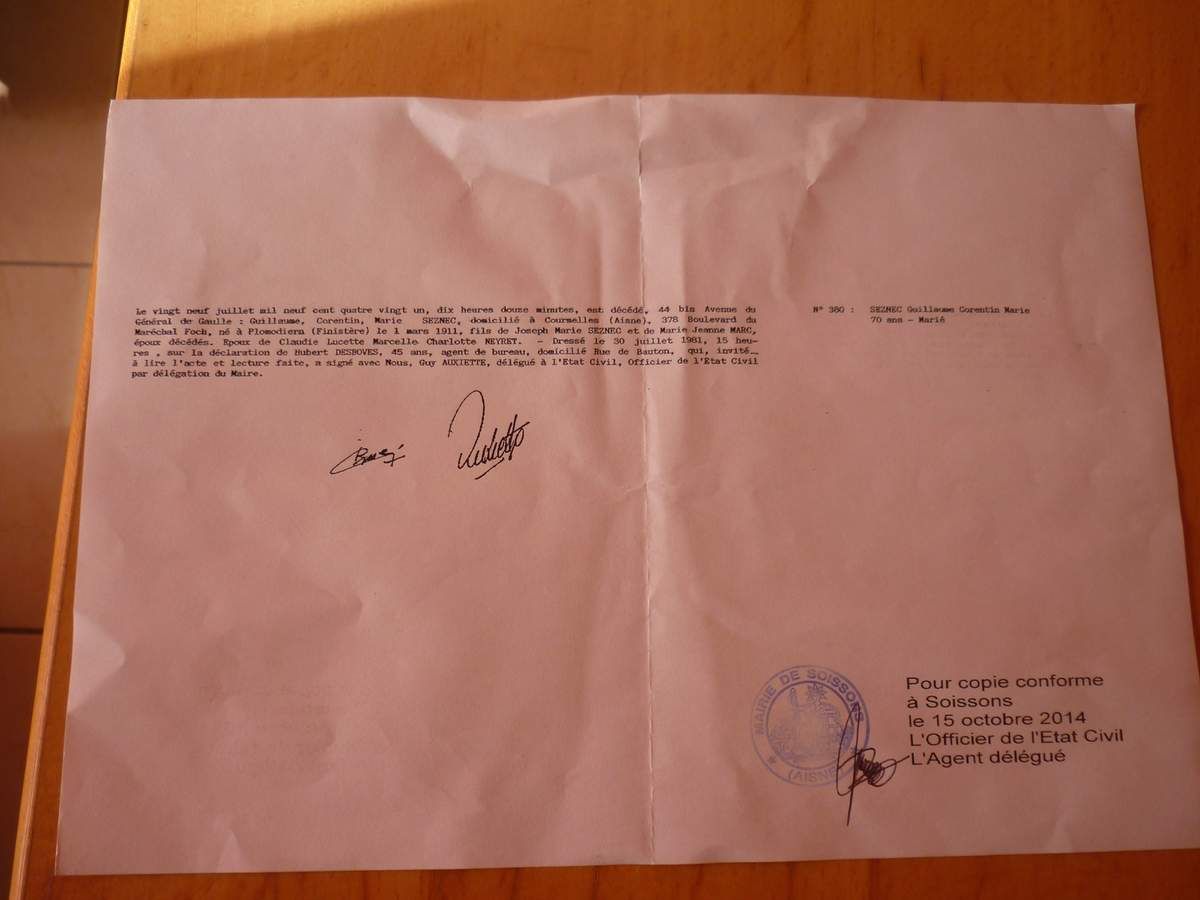 Le vingt neuf juillet mil neuf cent quatre vingt un, dix heures douze minutes, est décédé, 44 bis Avenue du
Général de Gaulle : Guillaume, Corentin, Marie SEZNEC, domicilié à Courmelles (Aisne), 378 Boulevard du
Maréchal Foch, né à Plomodiern (Finistère) le 1 mars 1911, fils de Joseph Marie SEZNEC et de Marie Jeanne MARC,
époux décédés. Epoux de Claudie Lucette Marcelle Charlotte NEYRET. - Dressé le 30 juillet 1981, 15 heu-
res , sur la déclaration de Hubert DESBOVES, 45 ans, agent de bureau, domicilié Rue de Bauton, qui, invité
à lire l'acte et lecture faite, a signé avec Nous, Guy AUXIETTE, délégué à l'Etat Civil, Officier de l'Etat Civil
par délégation du Maire.
N° 380 : SEZNEC Guillaume Corentin Marie
70 ans - Marié
MAIRIE DE SOISSONS
(AISNE)
Pour copie conforme
à Soissons
le 15 octobre 2014
L'Officier de l'Etat Civil
L'Agent délégué